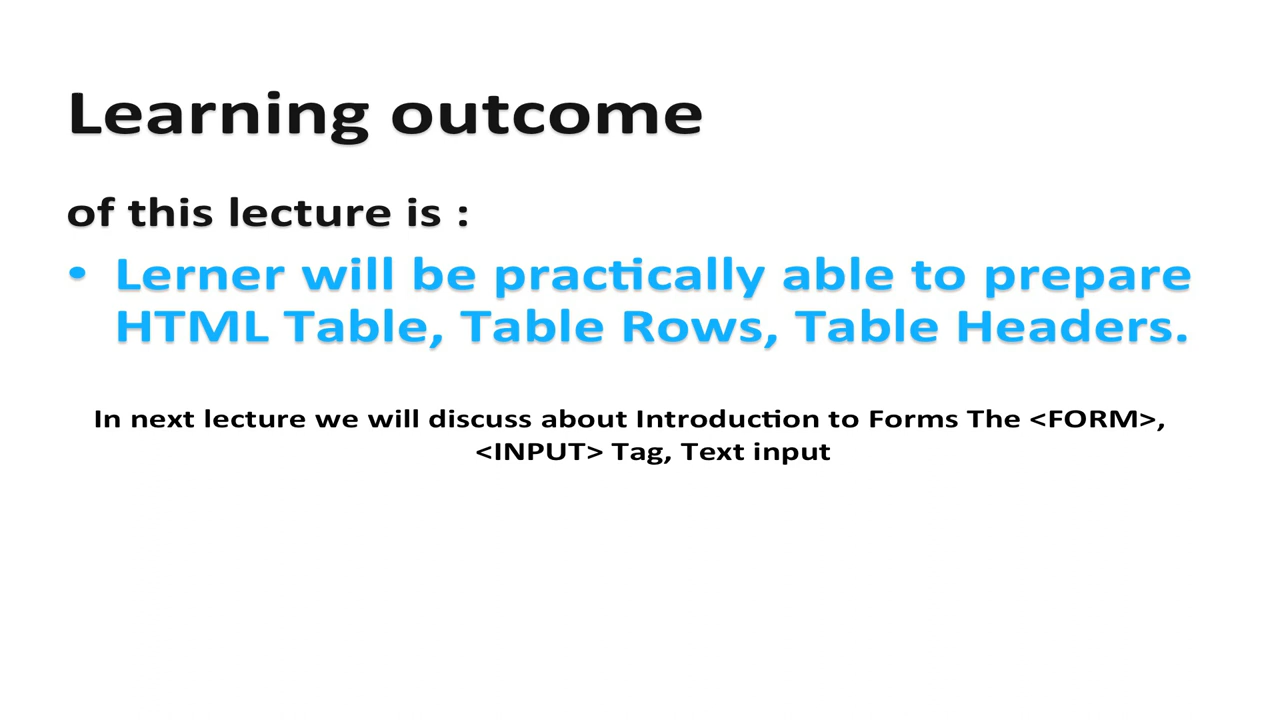 Learning outcome
of this lecture is :
• Lerner will be practically able to prepare
HTML Table, Table Rows, Table Headers.
In next lecture we will discuss about Introduction to Forms The <FORM>,
<INPUT> Tag, Text input